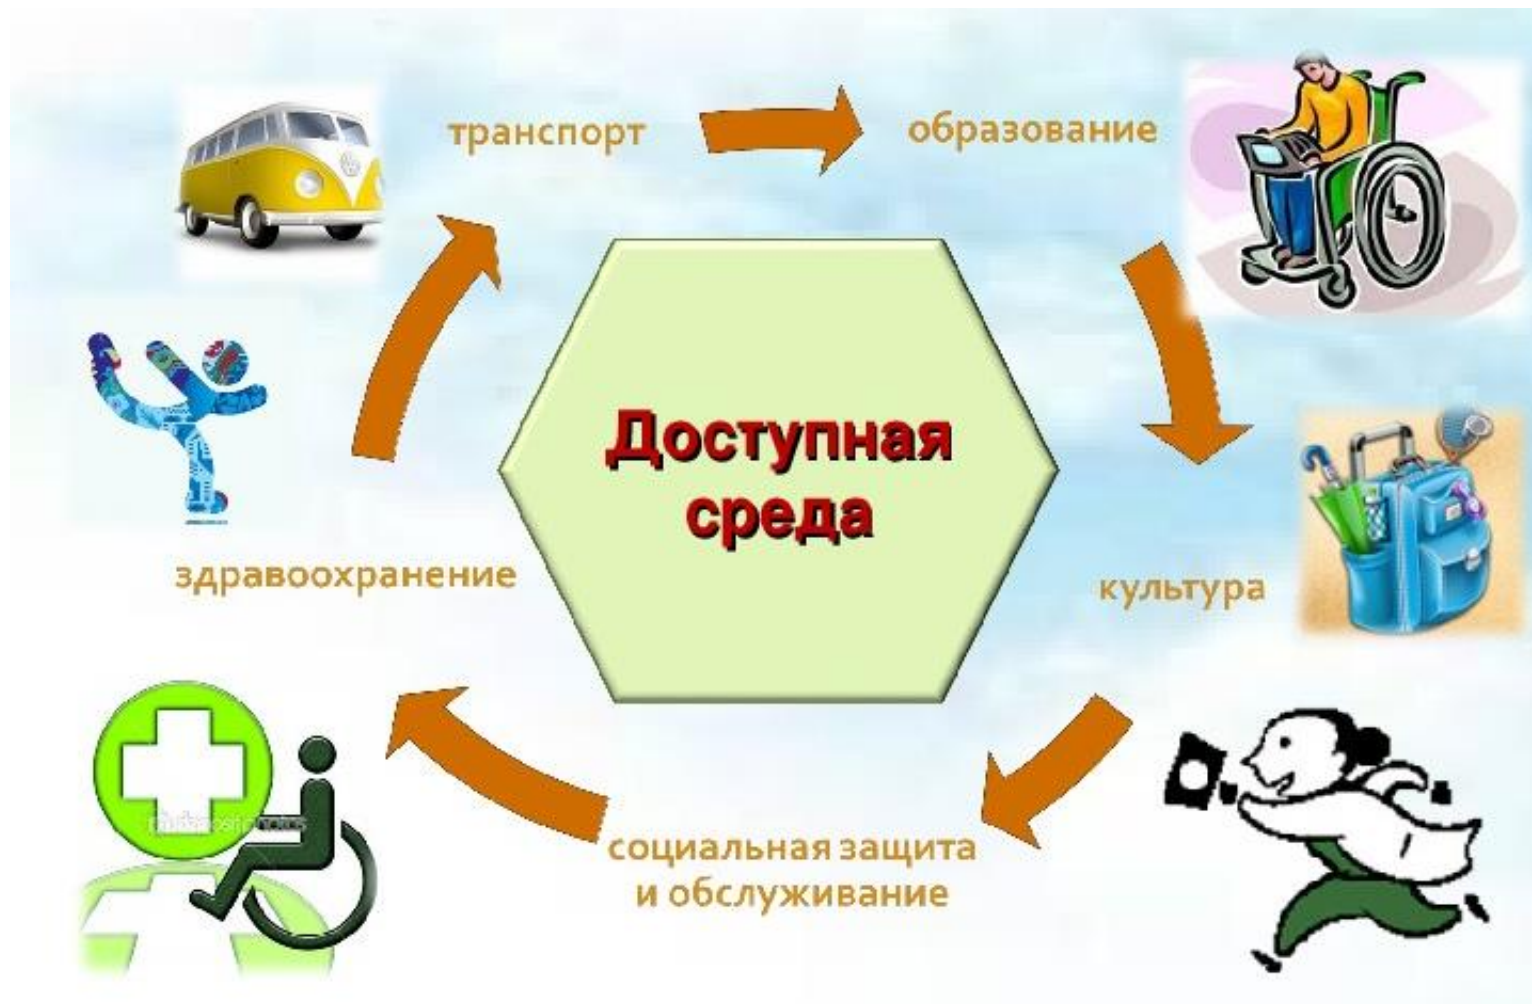 транспорт
образование
Доступная
среда
здравоохранение
культура
социальная защита
и обслуживание